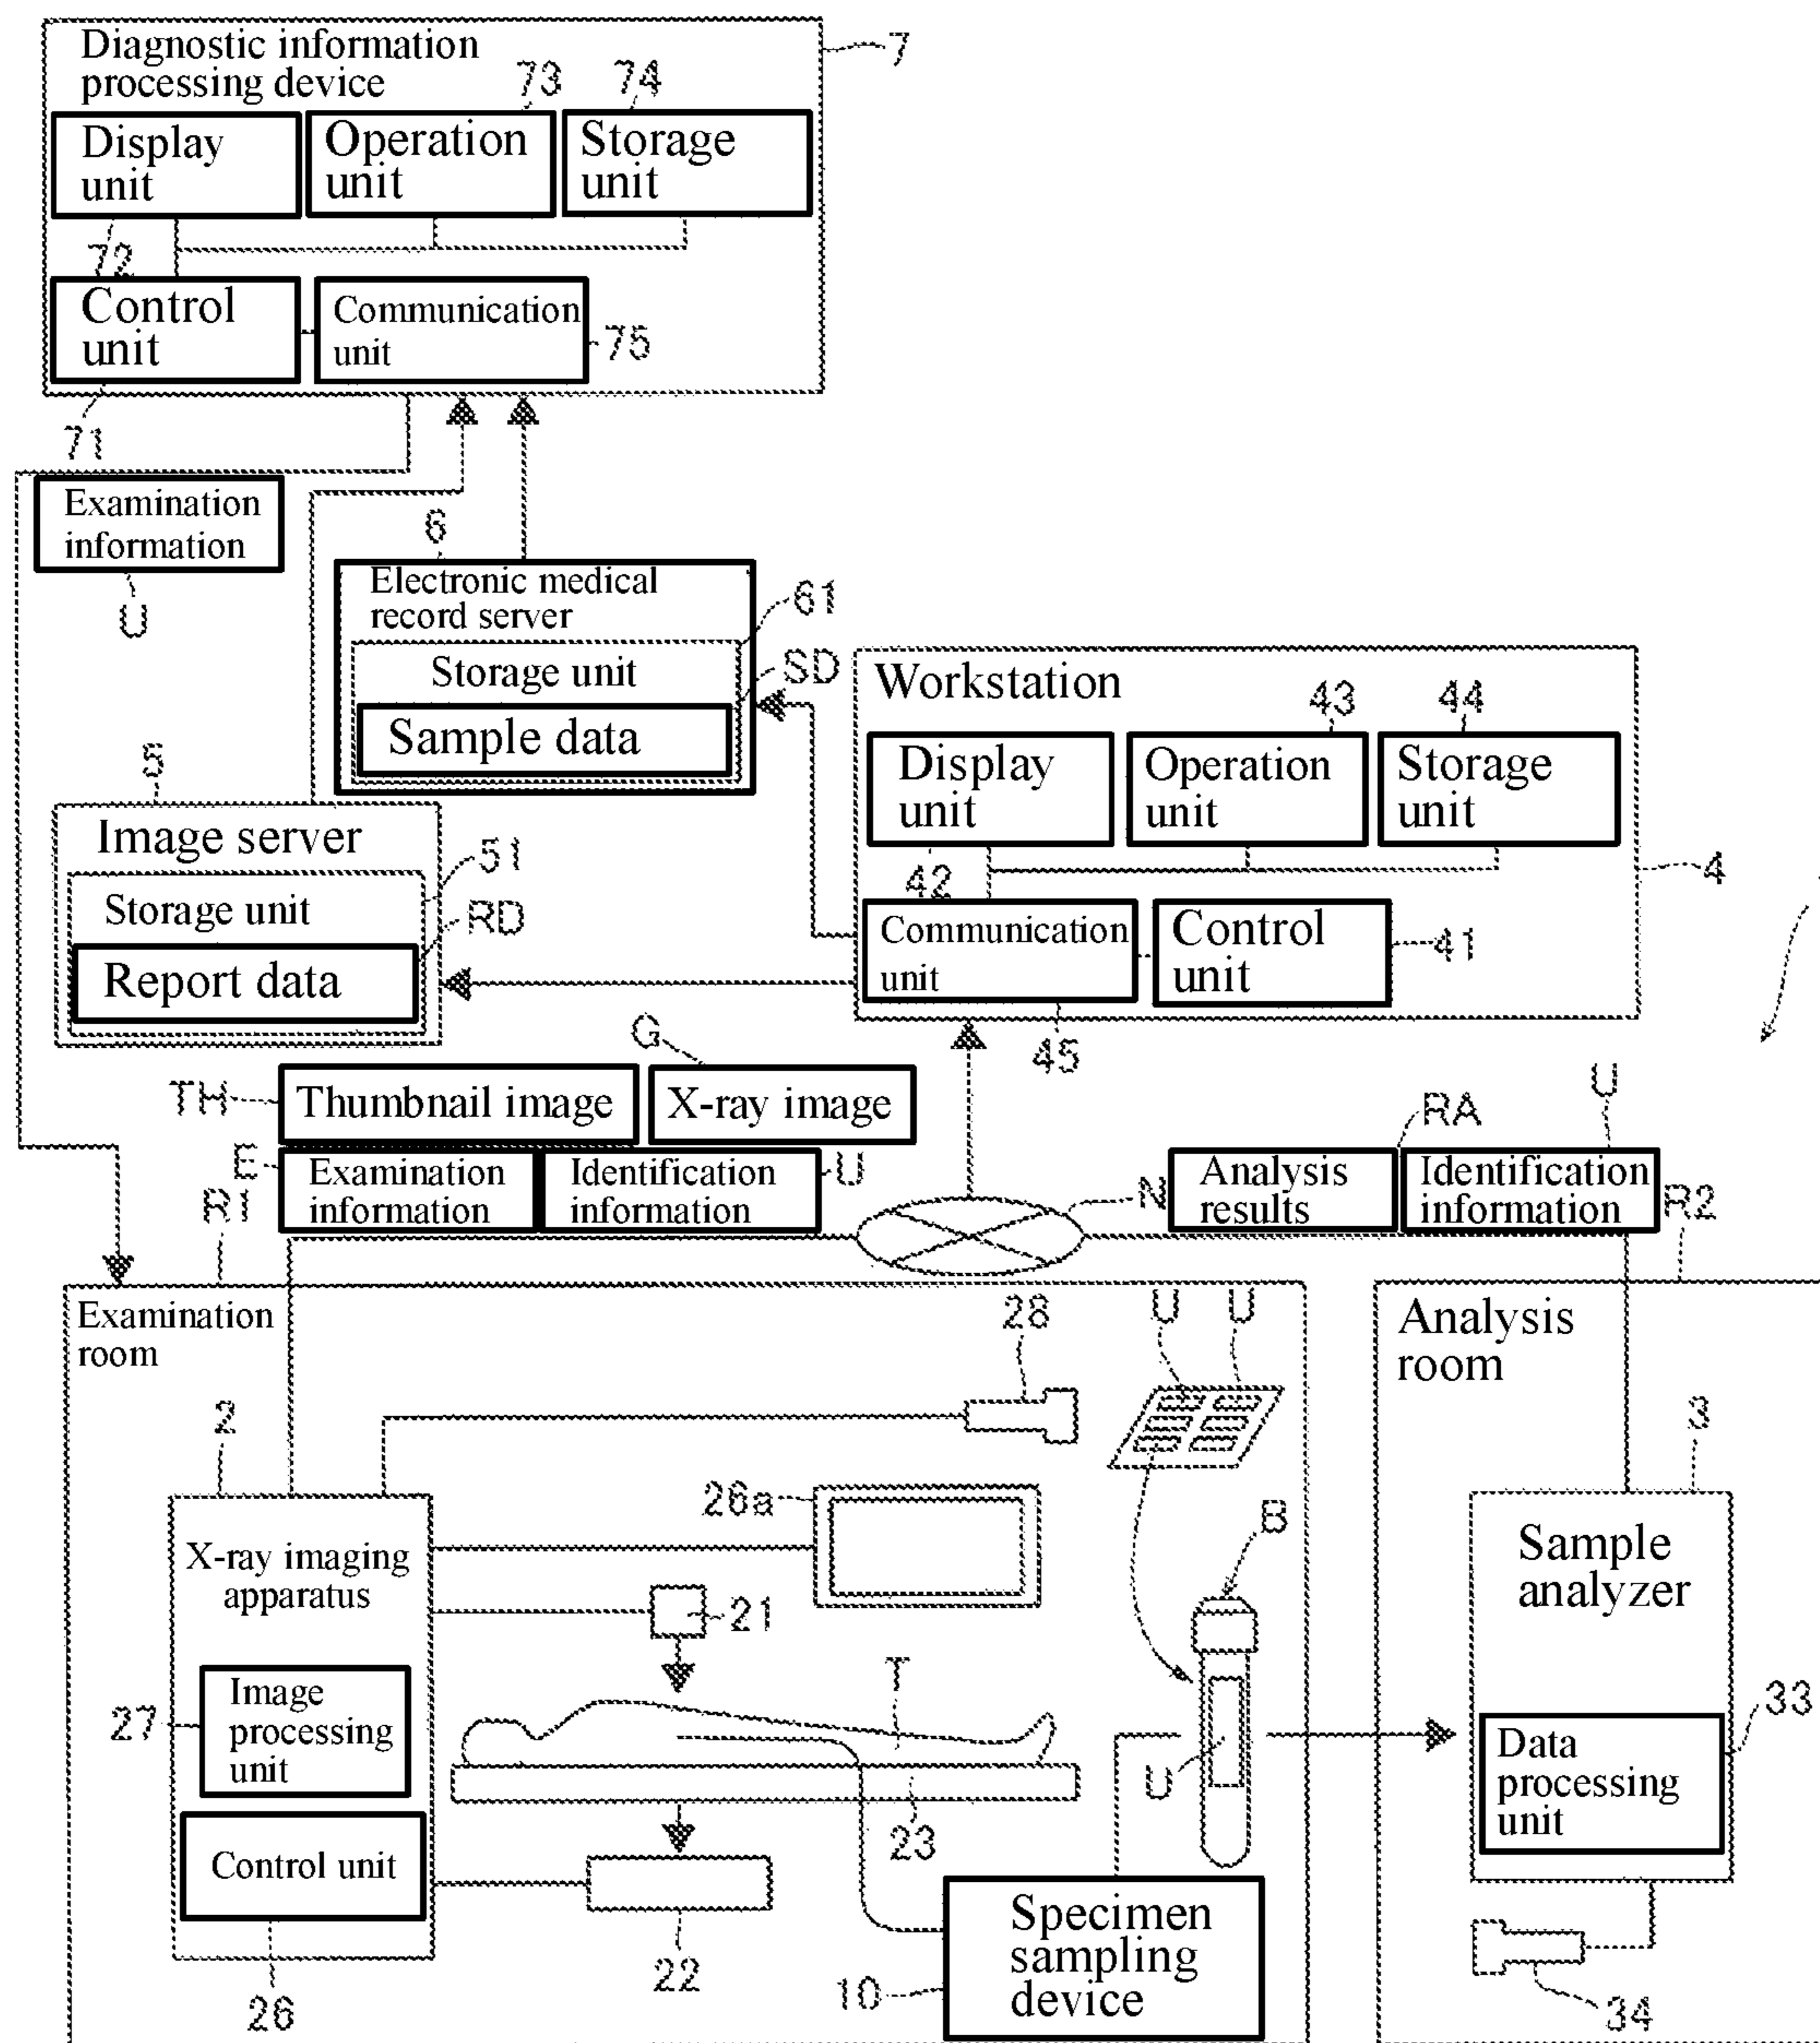 Diagnostic information
processing device
7
73
74
Display
unit
Operation
unit
Storage
unit
72
Control
unit
Communication
unit
75
71
Examination
information
U
6
Electronic medical
record server
61
Storage unit
SD
Sample data
Workstation
43
44
Display
unit
Operation
unit
Storage
unit
4
42
Communication
unit
Control
unit
41
45
5
Image server
51
Storage unit
RD
Report data
G
TH
Thumbnail image
X-ray image
E
Examination
information
Identification
information
U
R1
N
RA
U
Analysis
results
Identification
information
R2
Examination
room
28
U
U
Analysis
room
2
3
26a
B
X-ray imaging
apparatus
21
Sample
analyzer
T
27
Image
processing
unit
33
U
Data
processing
unit
23
Control unit
22
26
Specimen
sampling
device
10
34